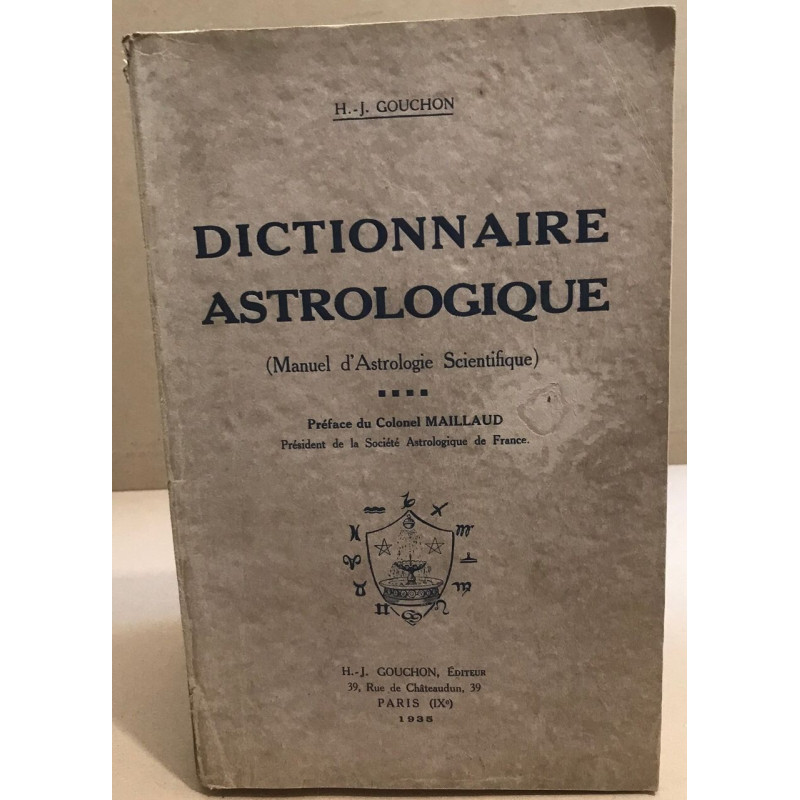 H.-J. GOUCHON
DICTIONNAIRE
ASTROLOGIQUE
(Manuel d'Astrologie Scientifique)
Préface du Colonel MAILLAUD
Président de la Société Astrologique de France.
♑ ♐ ♏ ♎ ♍ ♌ ♋ ♊ ♉ ♈ ♓ ♒
H.-J. GOUCHON, ÉDITEUR
39, Rue de Châteaudun, 39
PARIS (IXᵉ)
1935